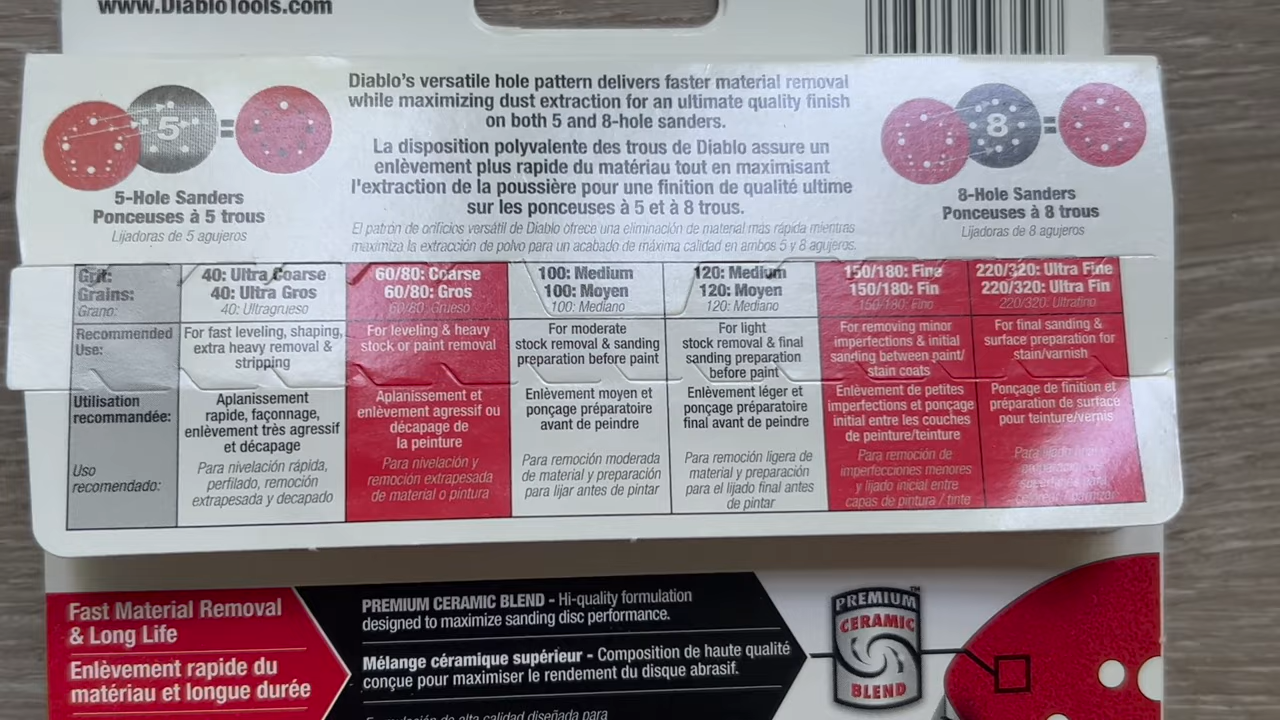 www.DiabloTools.com
Diablo's versatile hole pattern delivers faster material removal
while maximizing dust extraction for an ultimate quality finish
on both 5 and 8-hole sanders.
La disposition polyvalente des trous de Diablo assure un
enlèvement plus rapide du matériau tout en maximisant
l'extraction de la poussière pour une finition de qualité ultime
sur les ponceuses à 5 et à 8 trous.
El patrón de orificios versátil de Diablo ofrece una eliminación de material más rápida mientras
maximiza la extracción de polvo para un acabado de máxima calidad en ambos 5 y 8 agujeros.
5
=
5-Hole Sanders
Ponceuses à 5 trous
Lijadoras de 5 agujeros
8
=
8-Hole Sanders
Ponceuses à 8 trous
Lijadoras de 8 agujeros
Grit:
Grains:
Grano:
40: Ultra Coarse
40: Ultra Gros
40: Ultragrueso
60/80: Coarse
60/80: Gros
60/80: Grueso
100: Medium
100: Moyen
100: Mediano
120: Medium
120: Moyen
120: Mediano
150/180: Fine
150/180: Fin
150/180: Fino
220/320: Ultra Fine
220/320: Ultra Fin
220/320: Ultrafino
Recommended
Use:
For fast leveling, shaping,
extra heavy removal &
stripping
For leveling & heavy
stock or paint removal
For moderate
stock removal & sanding
preparation before paint
For light
stock removal & final
sanding preparation
before paint
For removing minor
imperfections & initial
sanding between paint/
stain coats
For final sanding &
surface preparation for
stain/varnish
Utilisation
recommandée:
Aplanissement
rapide, façonnage,
enlèvement très agressif
et décapage
Aplanissement et
enlèvement agressif ou
décapage de
la peinture
Enlèvement moyen et
ponçage préparatoire
avant de peindre
Enlèvement léger et
ponçage préparatoire
final avant de peindre
Enlèvement de petites
imperfections et ponçage
initial entre les couches
de peinture/teinture
Ponçage de finition et
préparation de surface
pour teinture/vernis
Uso
recomendado:
Para nivelación rápida,
perfilado, remoción
extrapesada y decapado
Para nivelación y
remoción extrapesada
de material o pintura
Para remoción moderada
de material y preparación
para lijar antes de pintar
Para remoción ligera de
material y preparación
para el lijado final antes
de pintar
Para remoción de
imperfecciones menores
y lijado inicial entre
capas de pintura / tinte
Para lijado final
Fast Material Removal
& Long Life
Enlèvement rapide du
matériau et longue durée
PREMIUM CERAMIC BLEND - Hi-quality formulation
designed to maximize sanding disc performance.
Mélange céramique supérieur - Composition de haute qualité
conçue pour maximiser le rendement du disque abrasif.
de alta calidad diseñada para
PREMIUM™
CERAMIC
BLEND